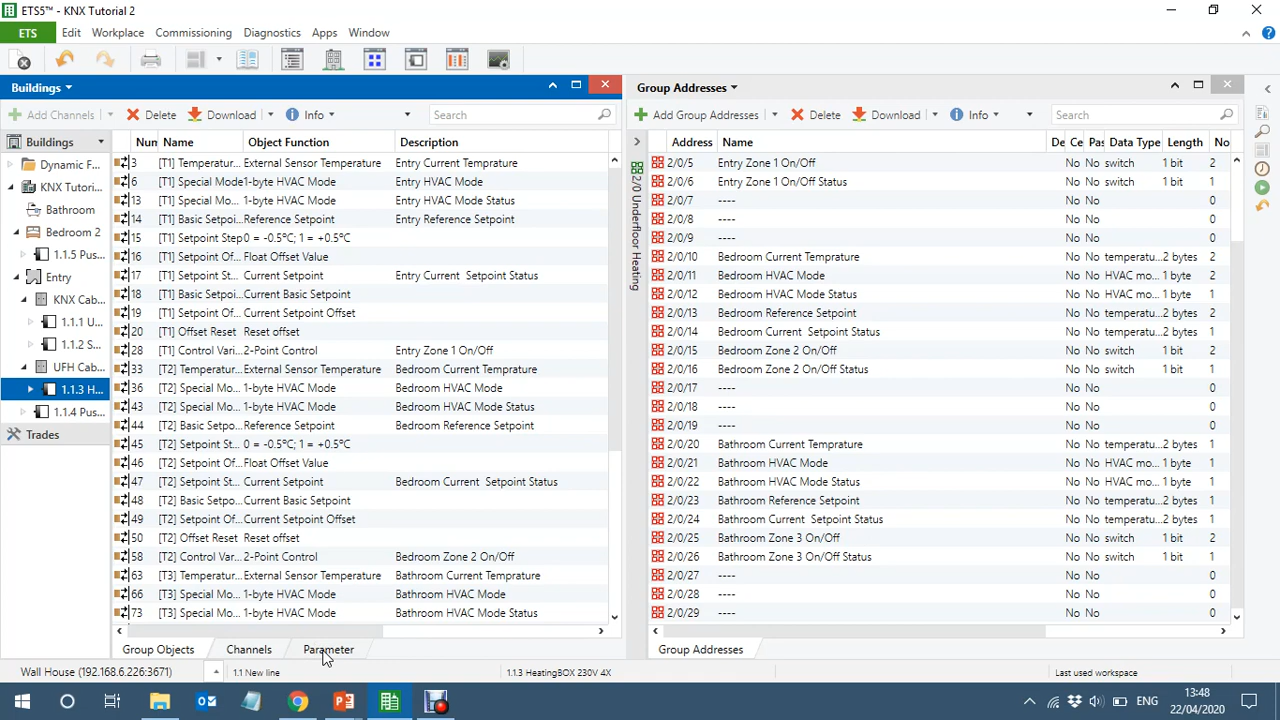 ETS5™ - KNX Tutorial 2
ETS Edit Workplace Commissioning Diagnostics Apps Window
Buildings
Add Channels Delete Download Info Search
Buildings Num Name Object Function Description
Dynamic F...
KNX Tutori...
Bathroom
Bedroom 2
1.1.5 Pus...
Entry
KNX Cab...
1.1.1 U...
1.1.2 S...
UFH Cab...
1.1.3 H...
1.1.4 Pus...
Trades
3 [T1] Temperatur... External Sensor Temperature Entry Current Temprature
6 [T1] Special Mode 1-byte HVAC Mode Entry HVAC Mode
13 [T1] Special Mo... 1-byte HVAC Mode Entry HVAC Mode Status
14 [T1] Basic Setpoi... Reference Setpoint Entry Reference Setpoint
15 [T1] Setpoint Step 0 = -0.5ºC; 1 = +0.5ºC
16 [T1] Setpoint Of... Float Offset Value
17 [T1] Setpoint St... Current Setpoint Entry Current  Setpoint Status
18 [T1] Basic Setpoi... Current Basic Setpoint
19 [T1] Setpoint Of... Current Setpoint Offset
20 [T1] Offset Reset Reset offset
28 [T1] Control Vari... 2-Point Control Entry Zone 1 On/Off
33 [T2] Temperatur... External Sensor Temperature Bedroom Current Temprature
36 [T2] Special Mo... 1-byte HVAC Mode Bedroom HVAC Mode
43 [T2] Special Mo... 1-byte HVAC Mode Bedroom HVAC Mode Status
44 [T2] Basic Setpo... Reference Setpoint Bedroom Reference Setpoint
45 [T2] Setpoint St... 0 = -0.5ºC; 1 = +0.5ºC
46 [T2] Setpoint Of... Float Offset Value
47 [T2] Setpoint St... Current Setpoint Bedroom Current  Setpoint Status
48 [T2] Basic Setpo... Current Basic Setpoint
49 [T2] Setpoint Of... Current Setpoint Offset
50 [T2] Offset Reset Reset offset
58 [T2] Control Var... 2-Point Control Bedroom Zone 2 On/Off
63 [T3] Temperatur... External Sensor Temperature Bathroom Current Temprature
66 [T3] Special Mo... 1-byte HVAC Mode Bathroom HVAC Mode
73 [T3] Special Mo... 1-byte HVAC Mode Bathroom HVAC Mode Status
Group Objects Channels Parameter
Group Addresses
Add Group Addresses Delete Download Info Search
Address Name De Ce Pas Data Type Length No
2/0 Underfloor Heating
2/0/5 Entry Zone 1 On/Off No No switch 1 bit 2
2/0/6 Entry Zone 1 On/Off Status No No switch 1 bit 1
2/0/7 ---- No No 0
2/0/8 ---- No No 0
2/0/9 ---- No No 0
2/0/10 Bedroom Current Temprature No No temperatu... 2 bytes 2
2/0/11 Bedroom HVAC Mode No No HVAC mo... 1 byte 2
2/0/12 Bedroom HVAC Mode Status No No HVAC mo... 1 byte 1
2/0/13 Bedroom Reference Setpoint No No temperatu... 2 bytes 2
2/0/14 Bedroom Current  Setpoint Status No No temperatu... 2 bytes 1
2/0/15 Bedroom Zone 2 On/Off No No switch 1 bit 2
2/0/16 Bedroom Zone 2 On/Off Status No No switch 1 bit 1
2/0/17 ---- No No 0
2/0/18 ---- No No 0
2/0/19 ---- No No 0
2/0/20 Bathroom Current Temprature No No temperatu... 2 bytes 1
2/0/21 Bathroom HVAC Mode No No HVAC mo... 1 byte 1
2/0/22 Bathroom HVAC Mode Status No No HVAC mo... 1 byte 1
2/0/23 Bathroom Reference Setpoint No No temperatu... 2 bytes 1
2/0/24 Bathroom Current  Setpoint Status No No temperatu... 2 bytes 1
2/0/25 Bathroom Zone 3 On/Off No No switch 1 bit 2
2/0/26 Bathroom Zone 3 On/Off Status No No switch 1 bit 1
2/0/27 ---- No No 0
2/0/28 ---- No No 0
2/0/29 ---- No No 0
Group Addresses
Wall House (192.168.6.226:3671) 1.1 New line 1.1.3 HeatingBOX 230V 4X Last used workspace
ENG
13:48
22/04/2020